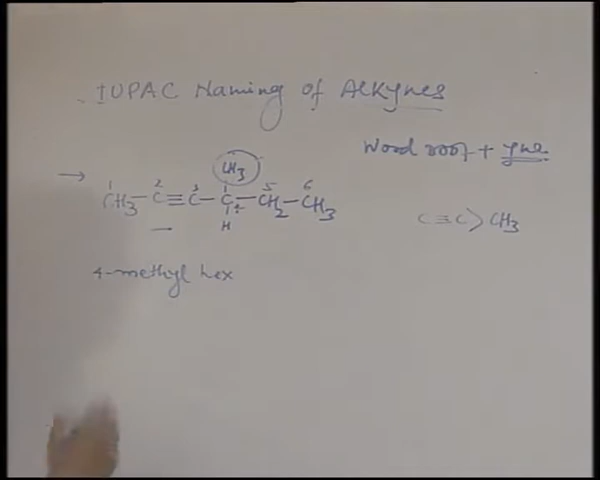 IUPAC Naming of Alkynes
Word root + yne
→ CH3
1 2 3 4 5 6
CH3-C≡C-C-CH2-CH3
H
C≡C > CH3
4-methyl hex